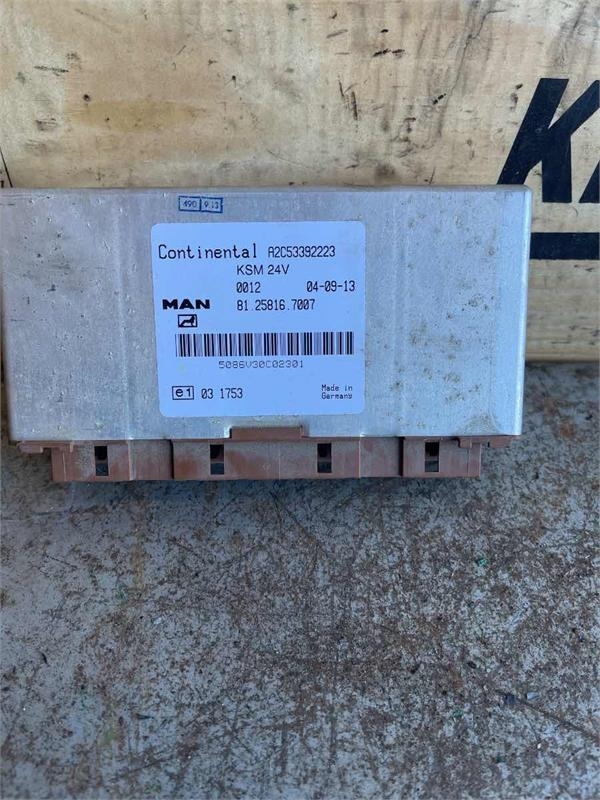 490 9.13
Continental A2C53392223
KSM 24V
0012 04-09-13
MAN 81.25816.7007
5086V30C02301
e1 03 1753 Made in
Germany